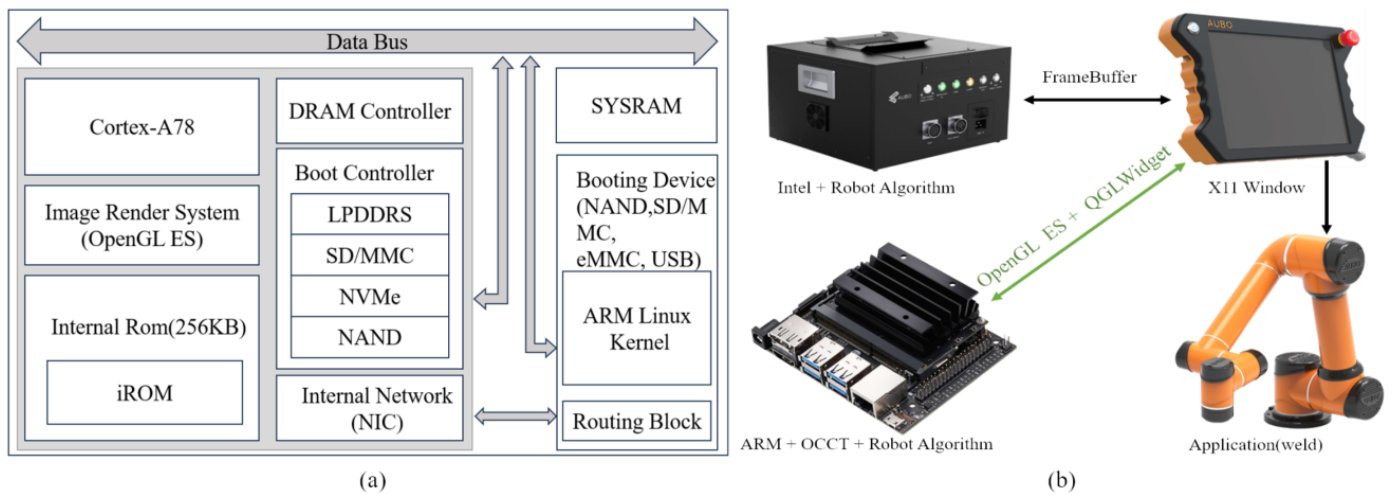 Data Bus
Cortex-A78
Image Render System
(OpenGL ES)
Internal Rom(256KB)
iROM
DRAM Controller
Boot Controller
LPDDRS
SD/MMC
NVMe
NAND
Internal Network
(NIC)
SYSRAM
Booting Device
(NAND,SD/M
MC,
eMMC, USB)
ARM Linux
Kernel
Routing Block
(a)
AUBO
Intel + Robot Algorithm
FrameBuffer
AUBO
X11 Window
OpenGL ES + QGLWidget
ARM + OCCT + Robot Algorithm
Application(weld)
(b)